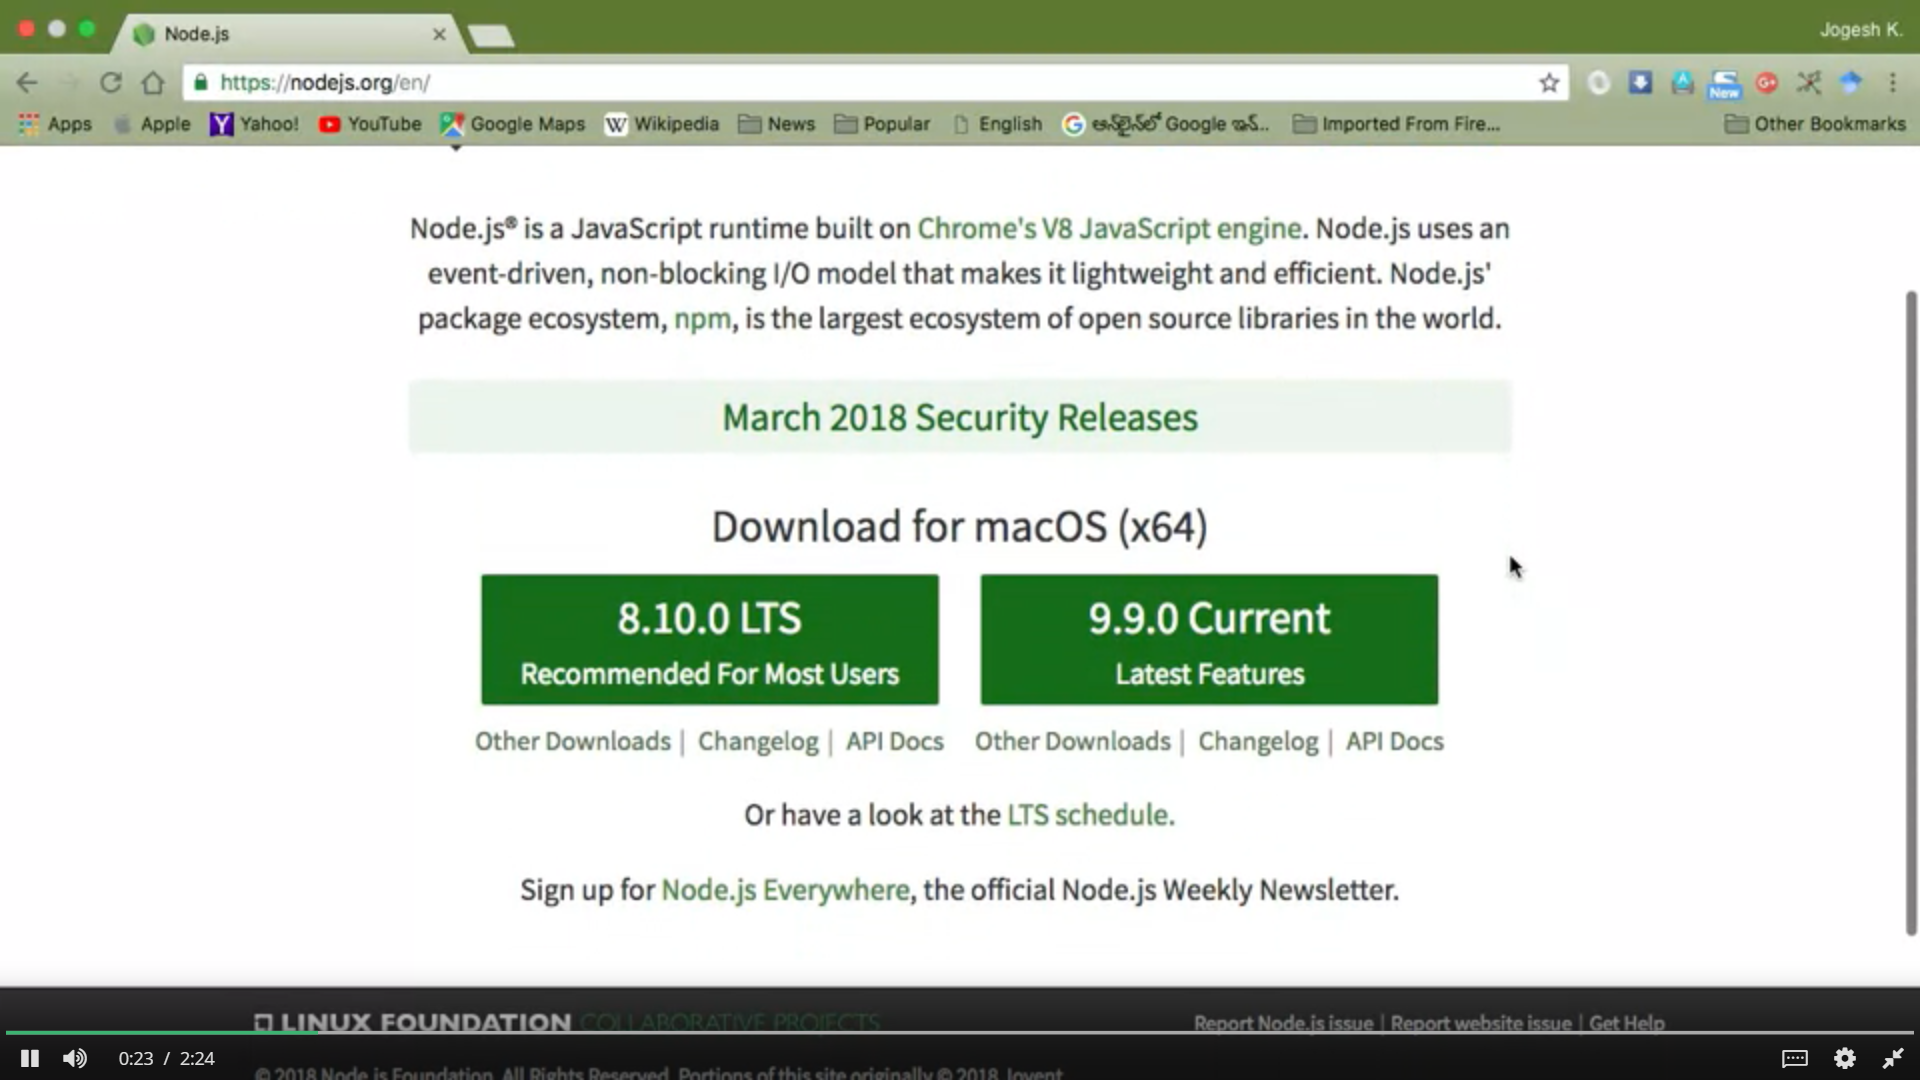 Node.js
Jogesh K.
https://nodejs.org/en/
Apps Apple Yahoo! YouTube Google Maps Wikipedia News Popular English Google Imported From Fire... Other Bookmarks
New
Node.js® is a JavaScript runtime built on Chrome's V8 JavaScript engine. Node.js uses an
event-driven, non-blocking I/O model that makes it lightweight and efficient. Node.js'
package ecosystem, npm, is the largest ecosystem of open source libraries in the world.
March 2018 Security Releases
Download for macOS (x64)
8.10.0 LTS
Recommended For Most Users
9.9.0 Current
Latest Features
Other Downloads | Changelog | API Docs Other Downloads | Changelog | API Docs
Or have a look at the LTS schedule.
Sign up for Node.js Everywhere, the official Node.js Weekly Newsletter.
LINUX FOUNDATION COLLABORATIVE PROJECTS
Report Node.js issue | Report website issue | Get Help
0:23 / 2:24
© 2018 Node.js Foundation. All Rights Reserved. Portions of this site originally © 2018 Joyent.